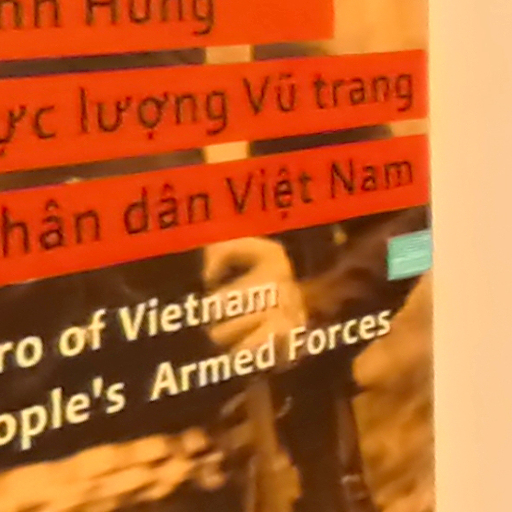 nh Hùng
ực lượng Vũ trang
hân dân Việt Nam
ro of Vietnam
ople's Armed Forces